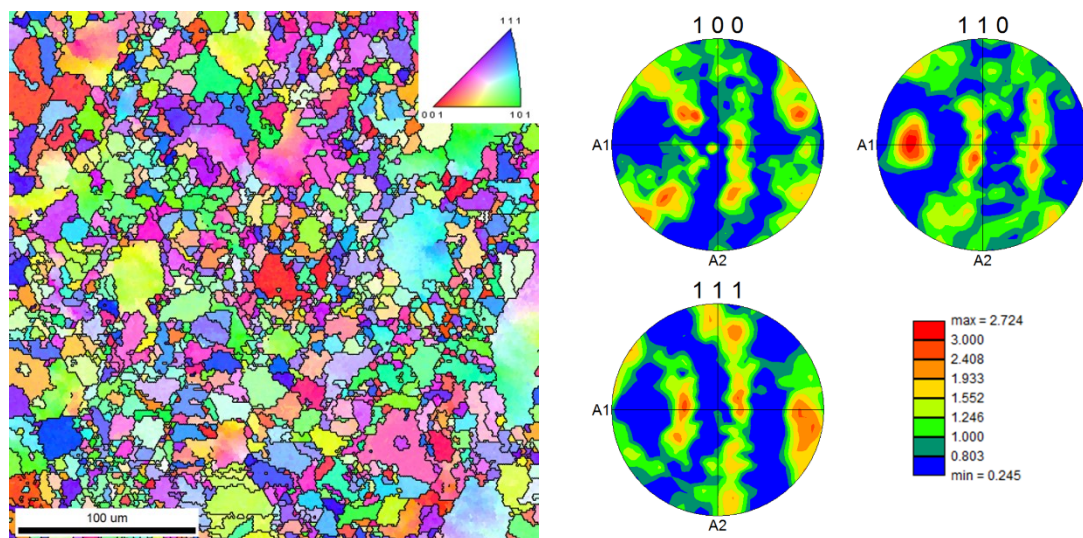 1 1 1
0 0 1
1 0 1
100 um
1 0 0
A1
A2
1 1 0
A1
A2
1 1 1
A1
A2
max = 2.724
3.000
2.408
1.933
1.552
1.246
1.000
0.803
min = 0.245